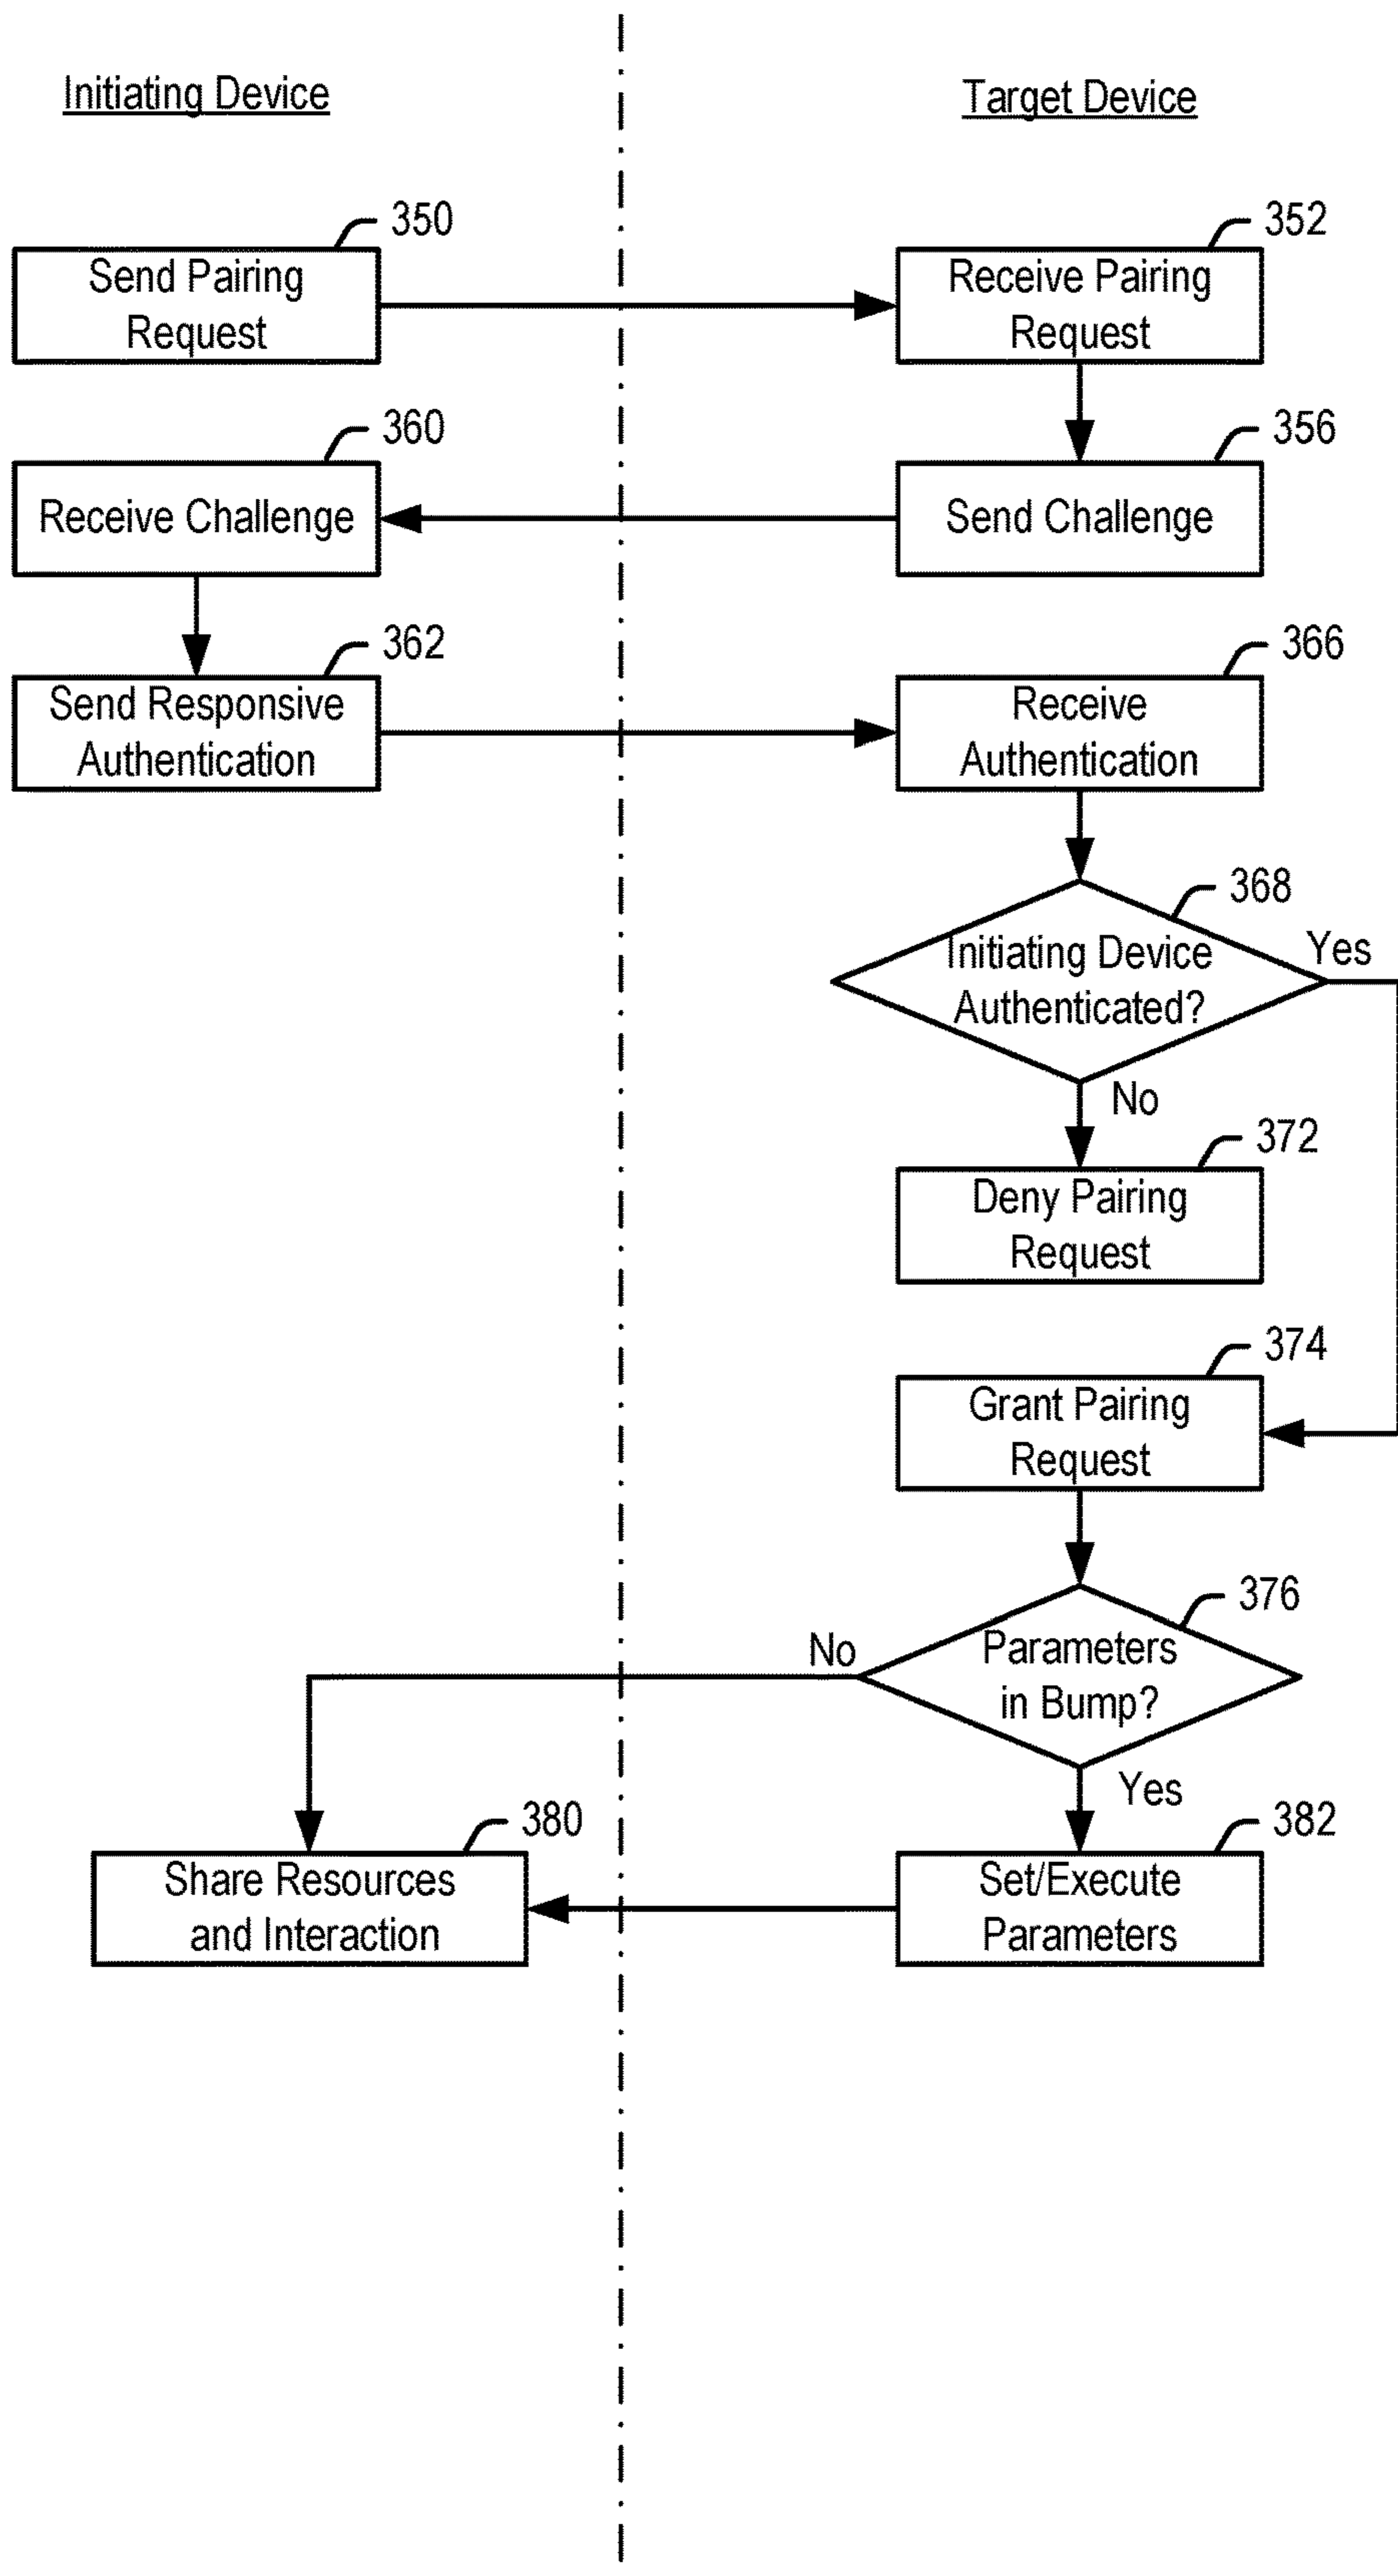 Initiating Device
Target Device
350
Send Pairing
Request
352
Receive Pairing
Request
360
Receive Challenge
356
Send Challenge
362
Send Responsive
Authentication
366
Receive
Authentication
368
Initiating Device
Authenticated?
Yes
No
372
Deny Pairing
Request
374
Grant Pairing
Request
376
Parameters
in Bump?
No
Yes
380
Share Resources
and Interaction
382
Set/Execute
Parameters